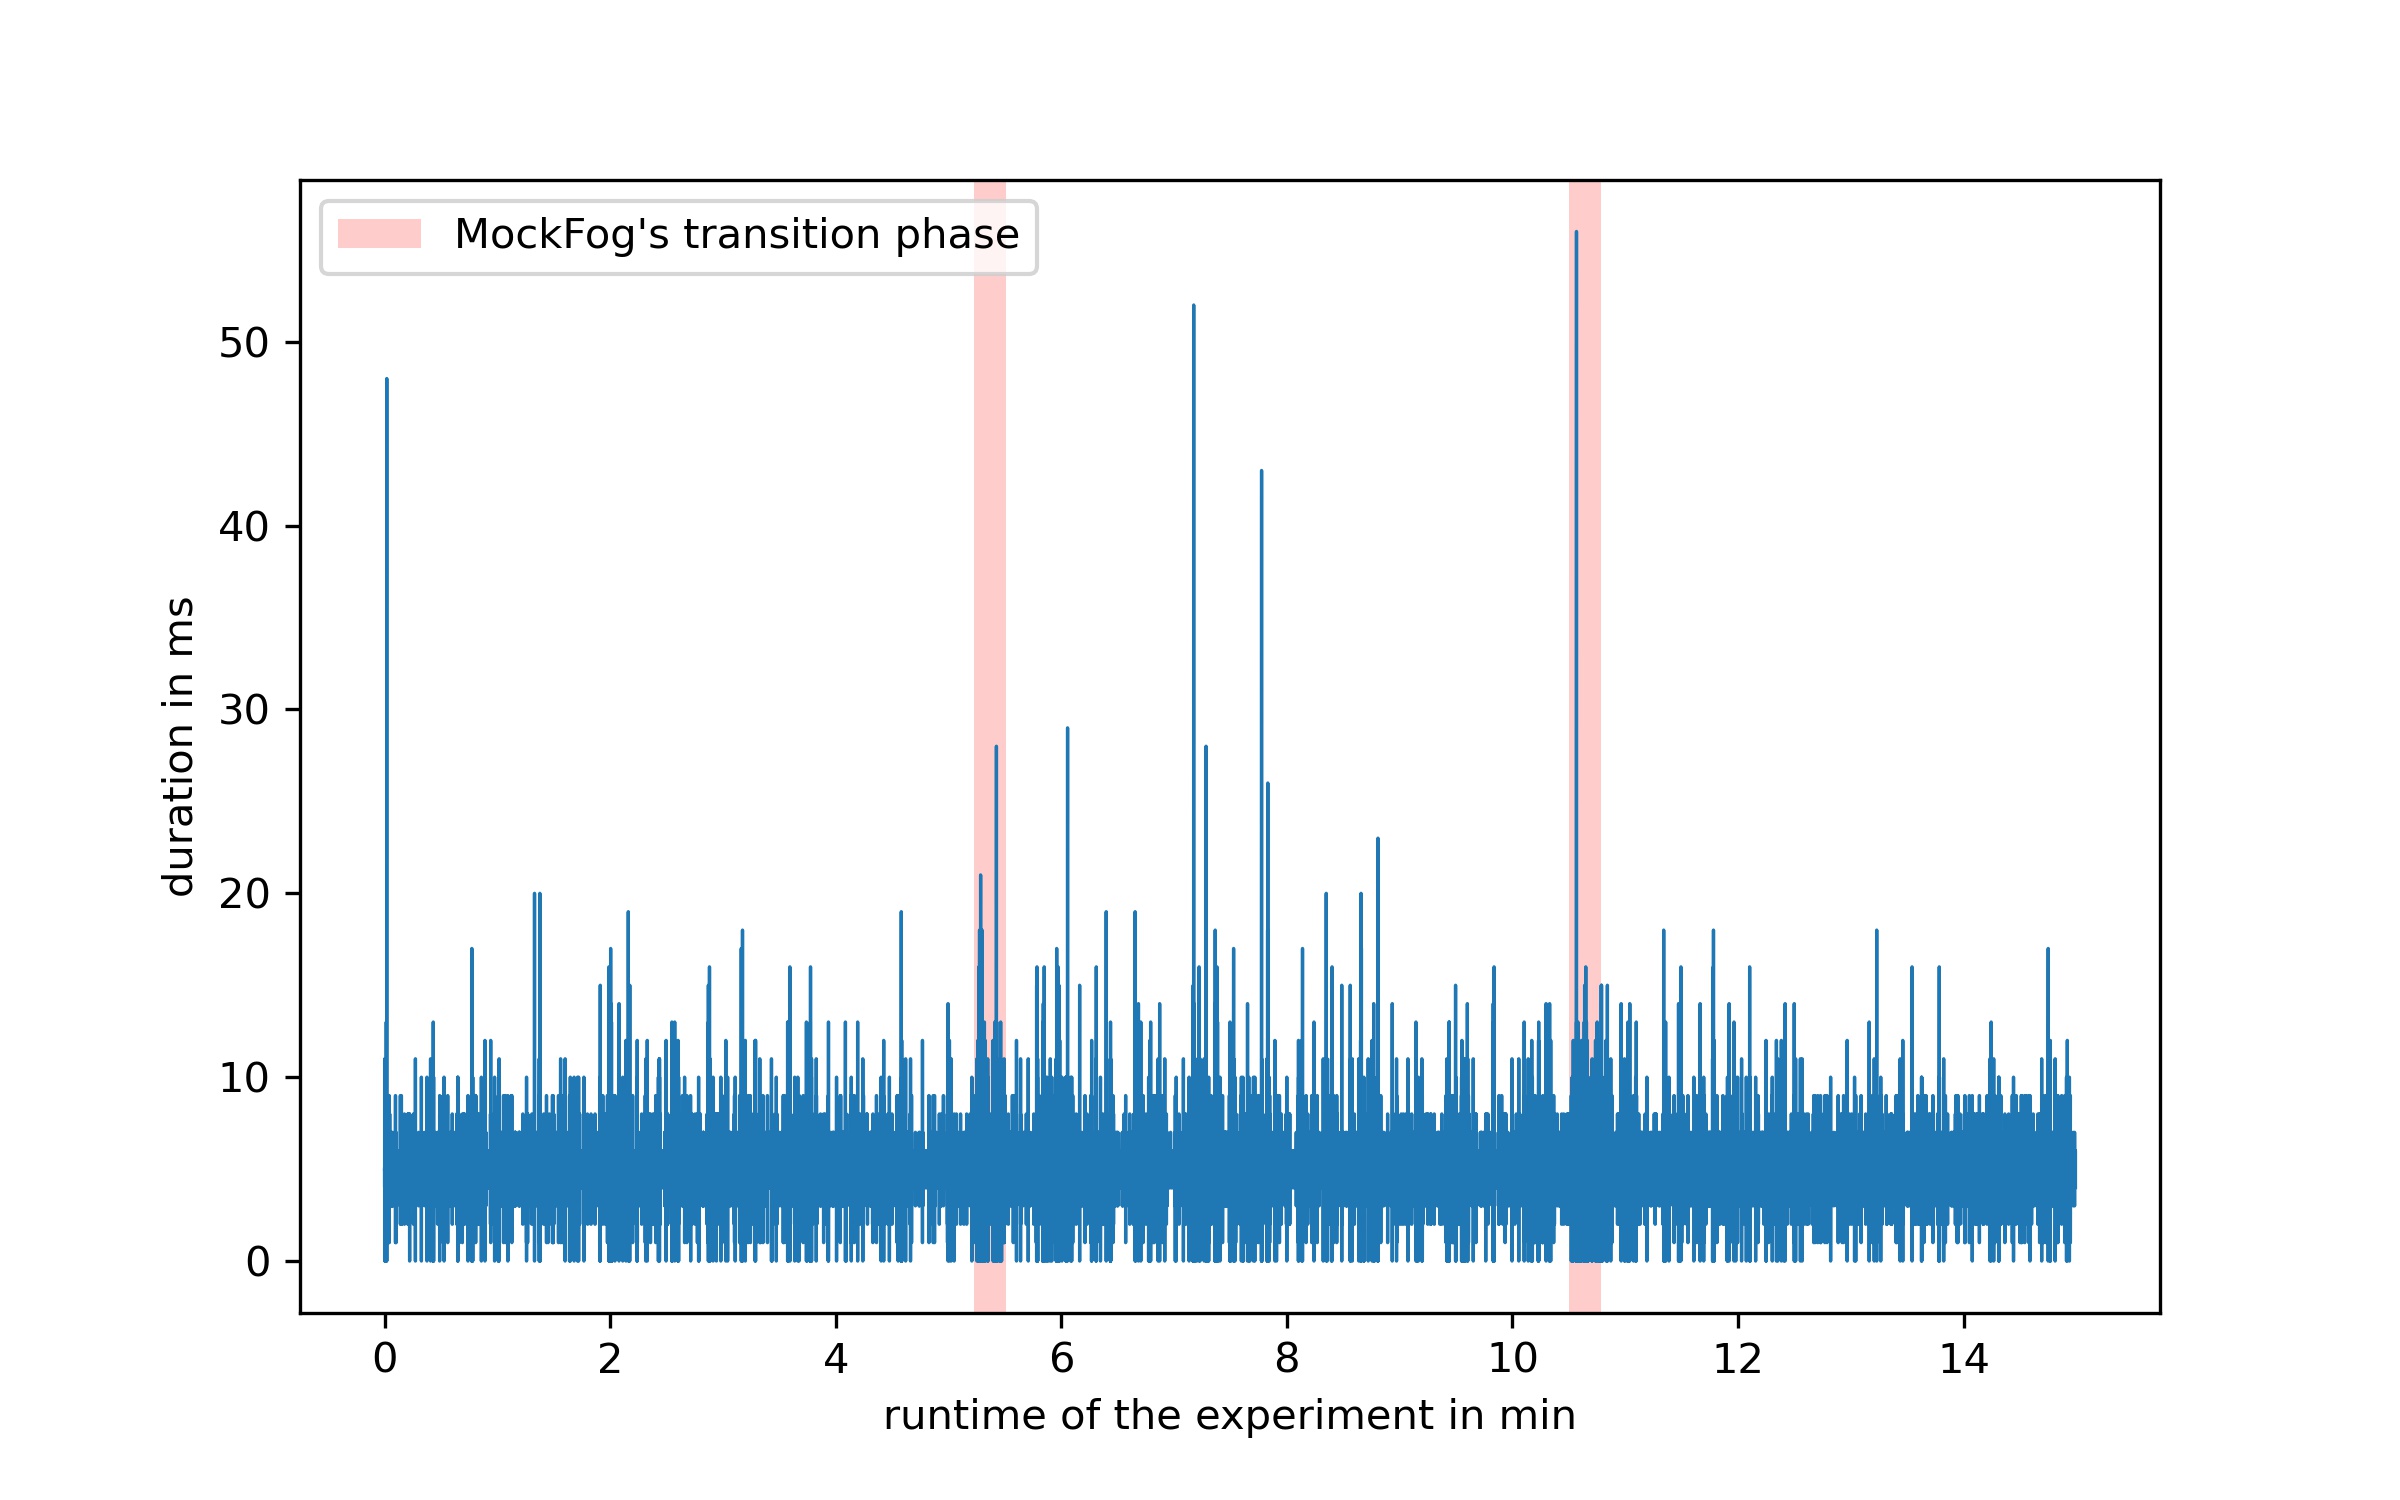 MockFog's transition phase
50
40
30
20
10
0
duration in ms
0 2 4 6 8 10 12 14
runtime of the experiment in min